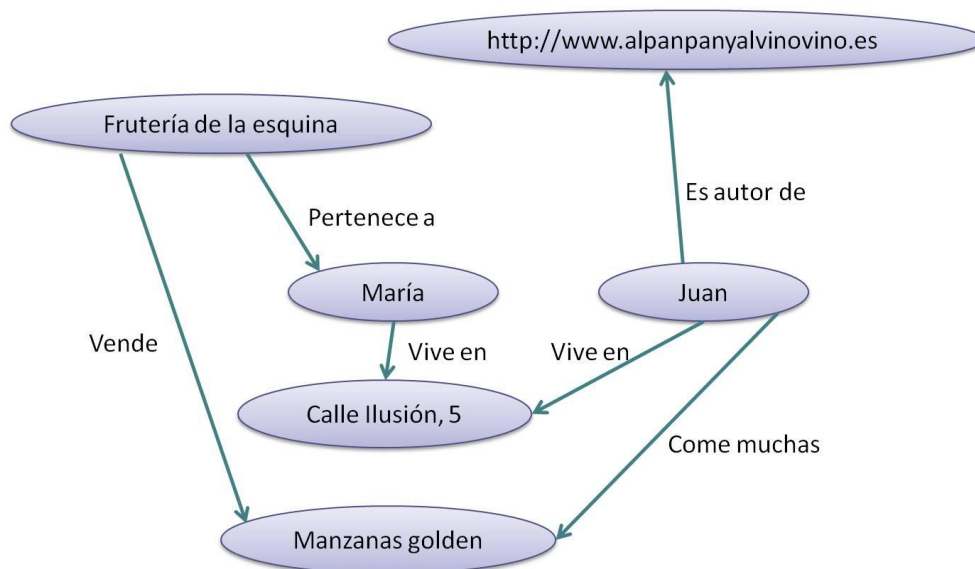 http://www.alpanpanyalvinovino.es
Frutería de la esquina
Es autor de
Pertenece a
María
Juan
Vende
Vive en
Vive en
Calle Ilusión, 5
Come muchas
Manzanas golden